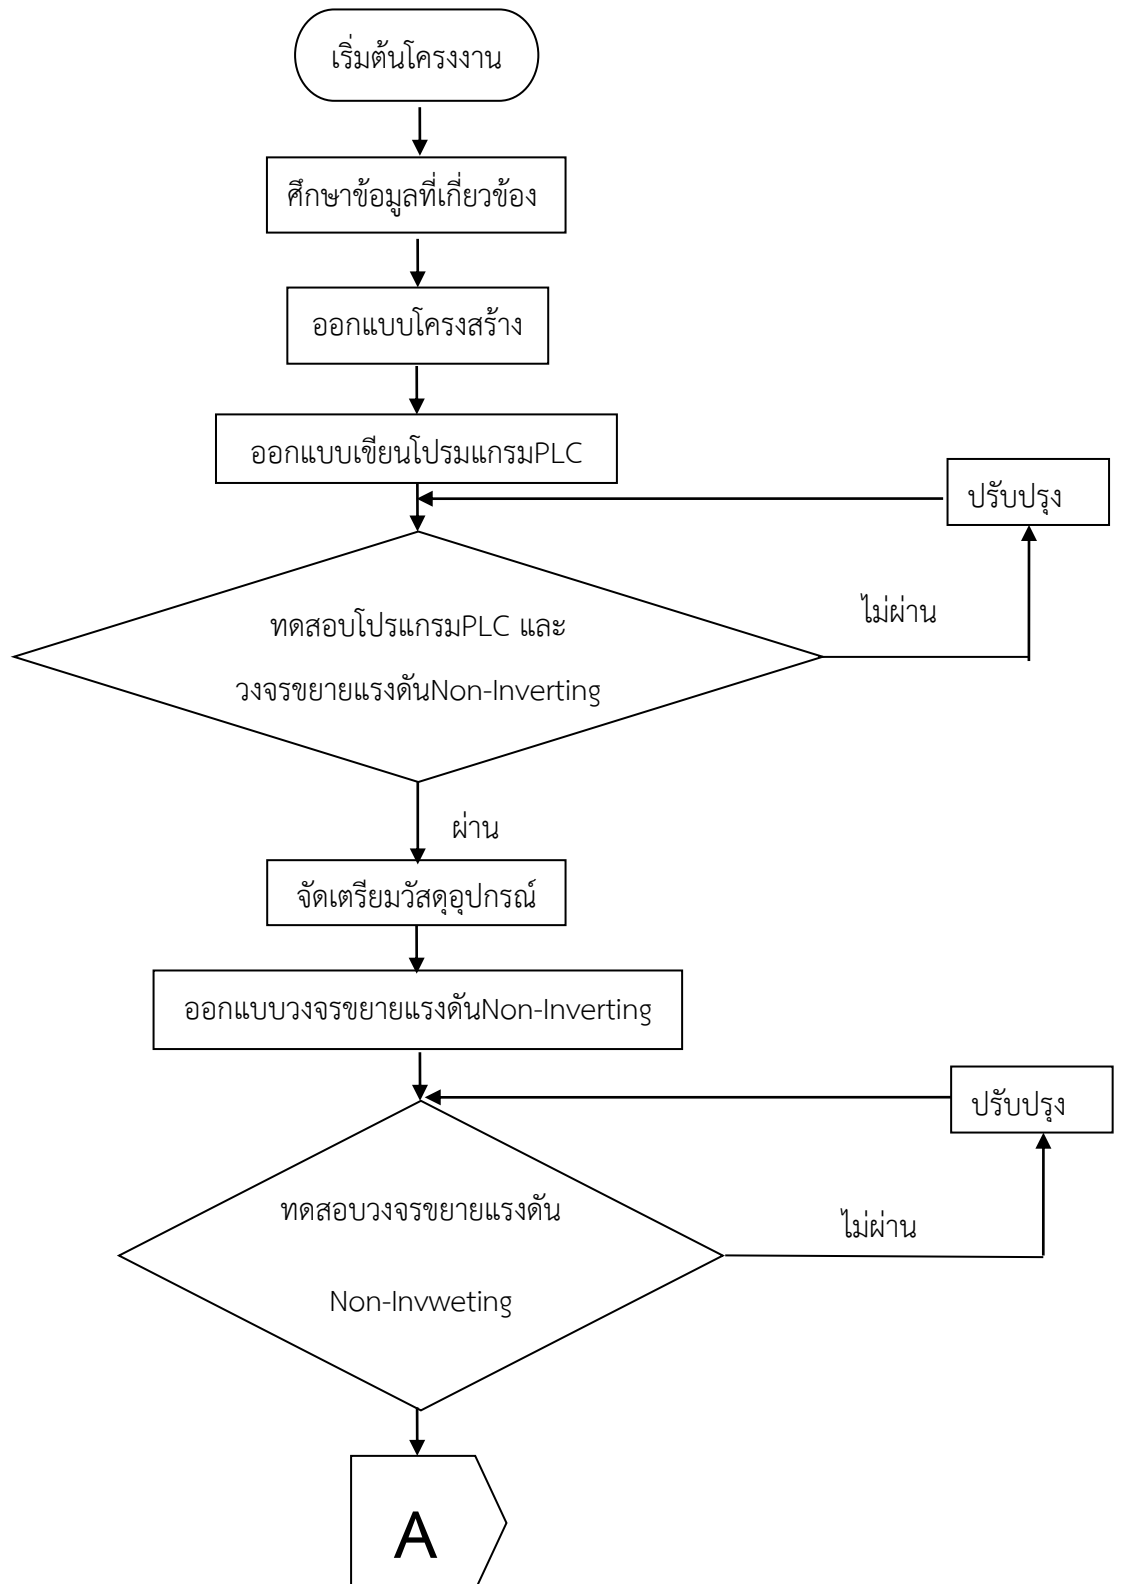 เริ่มต้นโครงงาน
ศึกษาข้อมูลที่เกี่ยวข้อง
ออกแบบโครงสร้าง
ออกแบบเขียนโปรมแกรมPLC
ปรับปรุง
ไม่ผ่าน
ทดสอบโปรแกรมPLC และ
วงจรขยายแรงดันNon-Inverting
ผ่าน
จัดเตรียมวัสดุอุปกรณ์
ออกแบบวงจรขยายแรงดันNon-Inverting
ปรับปรุง
ทดสอบวงจรขยายแรงดัน
ไม่ผ่าน
Non-Invweting
A